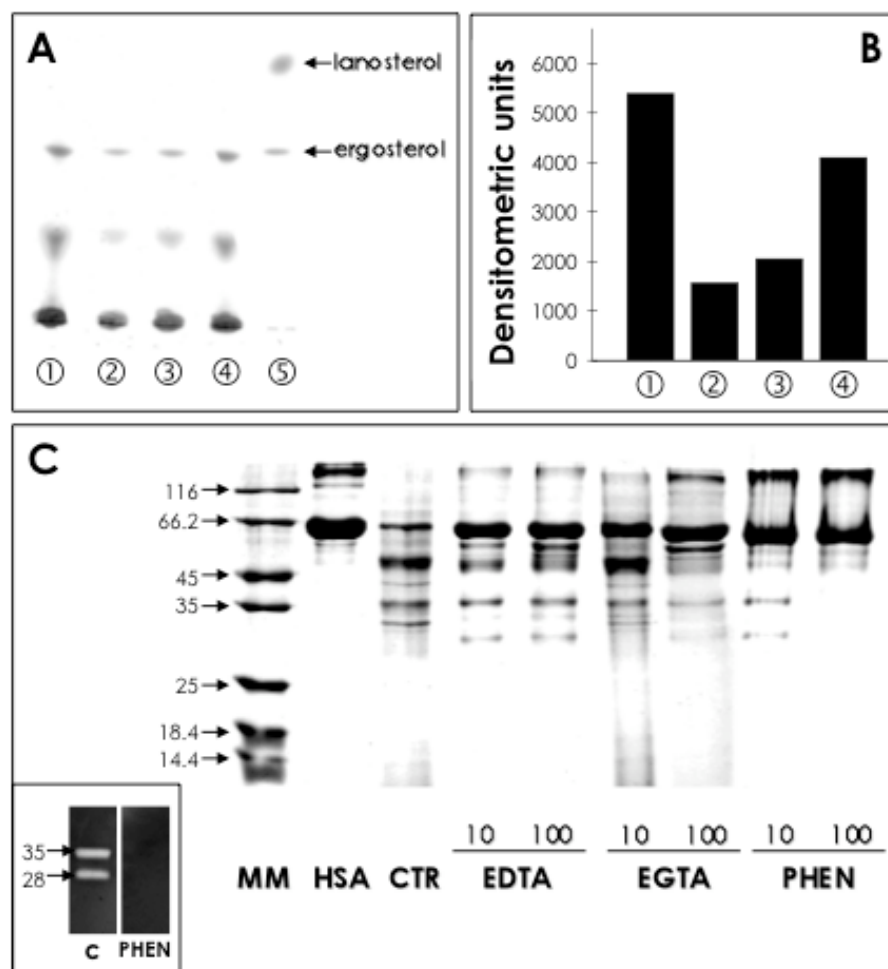 A
lanosterol
ergosterol
① ② ③ ④ ⑤
B
Densitometric units
6000
5000
4000
3000
2000
1000
0
① ② ③ ④
C
116
66.2
45
35
25
18.4
14.4
10 100 10 100 10 100
MM HSA CTR EDTA EGTA PHEN
35
28
C PHEN